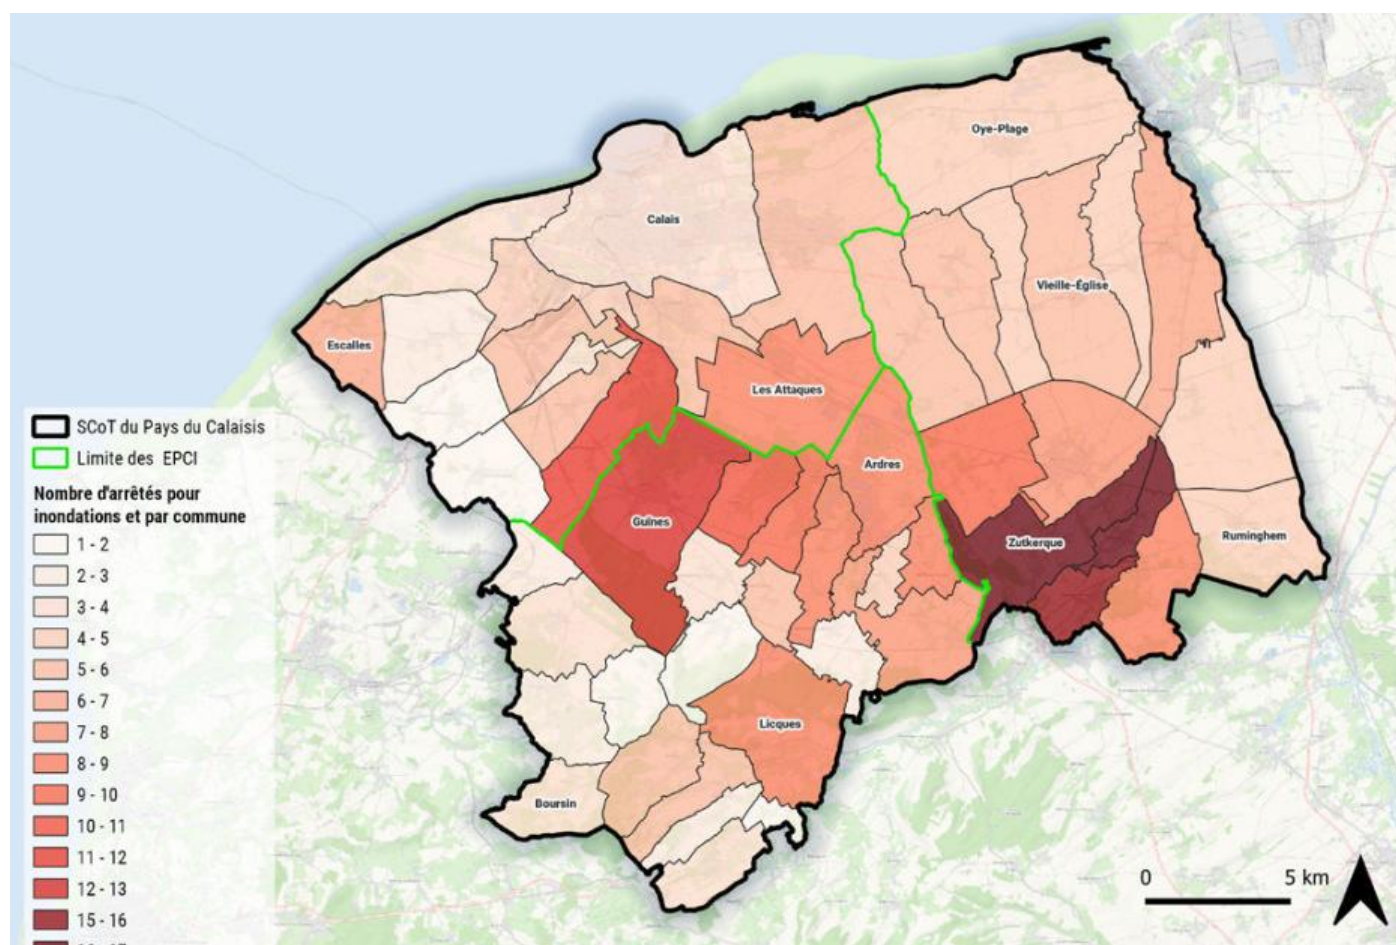 Oye-Plage
Calais
Vieille-Église
Escalles
Les Attaques
Ardres
Guînes
Zutkerque
Ruminghem
Licques
Boursin
SCoT du Pays du Calaisis
Limite des EPCI
Nombre d'arrêtés pour
inondations et par commune
1 - 2
2 - 3
3 - 4
4 - 5
5 - 6
6 - 7
7 - 8
8 - 9
9 - 10
10 - 11
11 - 12
12 - 13
15 - 16
0 5 km